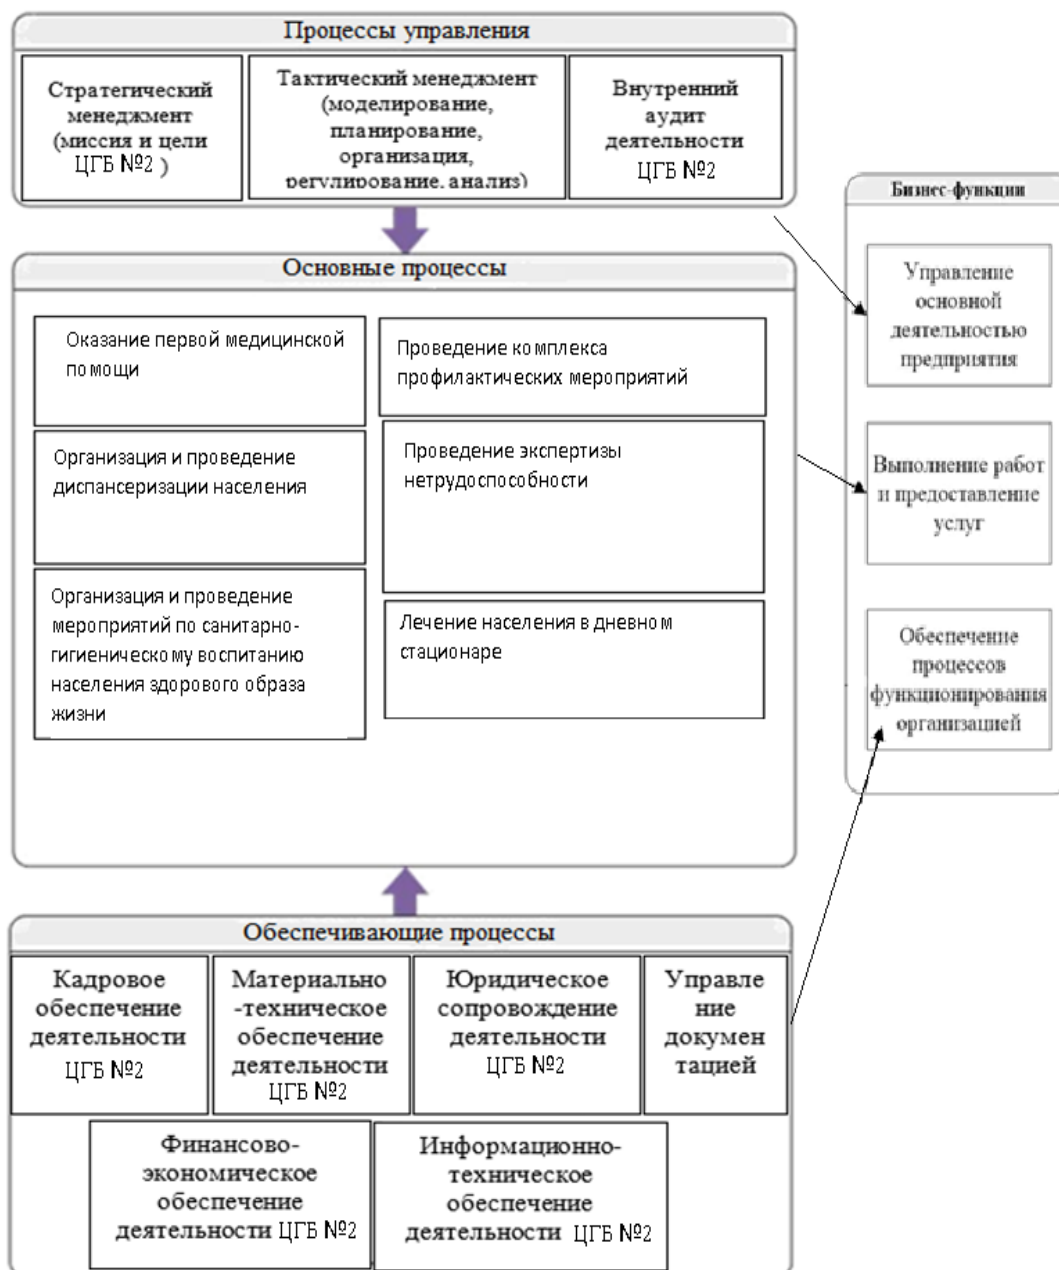 Процессы управления
Стратегический
менеджмент
(миссия и цели
ЦГБ №2 )
Тактический менеджмент
(моделирование,
планирование,
организация,
регулирование, анализ)
Внутренний
аудит
деятельности
ЦГБ №2
Бизнес-функции
Управление
основной
деятельностью
предприятия
Выполнение работ
и предоставление
услуг
Обеспечение
процессов
функционирования
организацией
Основные процессы
Оказание первой медицинской
помощи
Проведение комплекса
профилактических мероприятий
Организация и проведение
диспансеризации населения
Проведение экспертизы
нетрудоспособности
Организация и проведение
мероприятий по санитарно-
гигиеническому воспитанию
населения здорового образа
жизни
Лечение населения в дневном
стационаре
Обеспечивающие процессы
Кадровое
обеспечение
деятельности
ЦГБ №2
Материально
-техническое
обеспечение
деятельности
ЦГБ №2
Юридическое
сопровождение
деятельности
ЦГБ №2
Управле
ние
докумен
тацией
Финансово-
экономическое
обеспечение
деятельности ЦГБ №2
Информационно-
техническое
обеспечение
деятельности ЦГБ №2